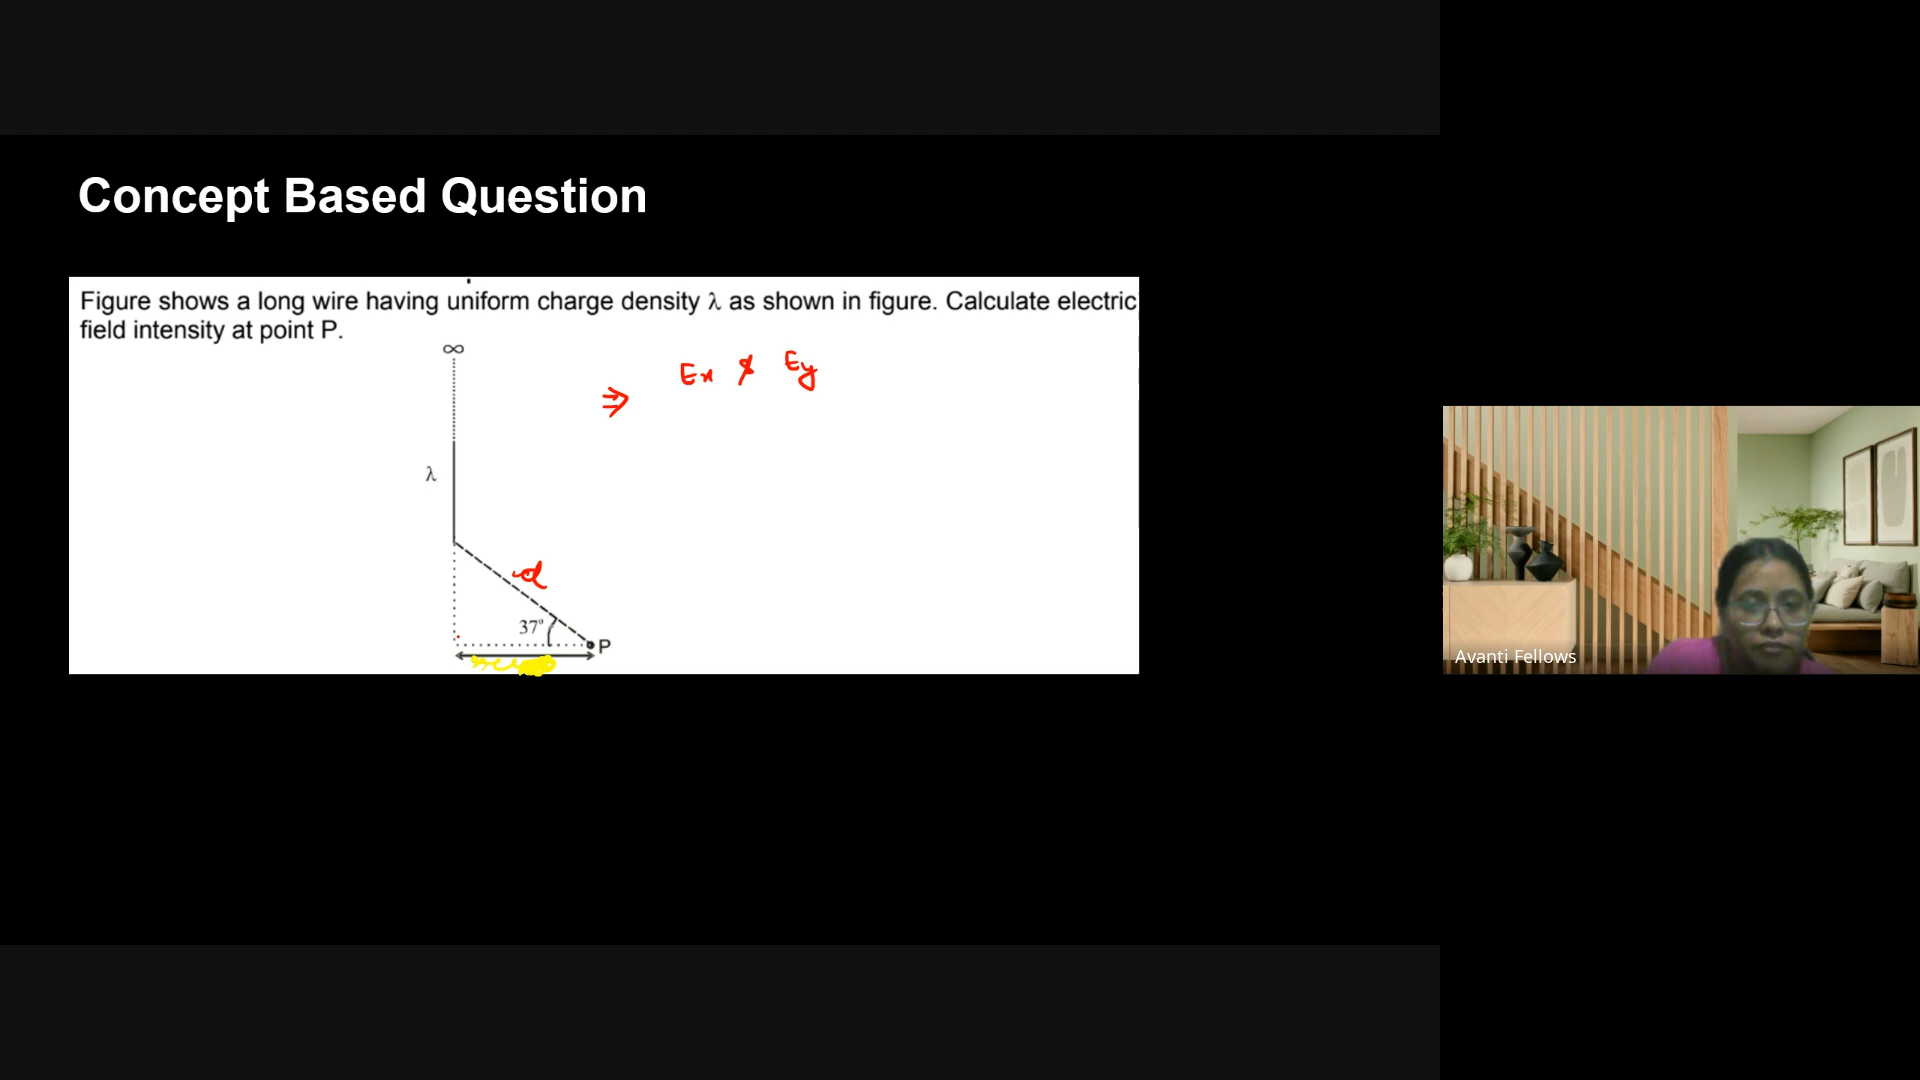 Concept Based Question
Figure shows a long wire having uniform charge density λ as shown in figure. Calculate electric
field intensity at point P.
∞
⇒ Ex & Ey
λ
d
37°
P
Avanti Fellows